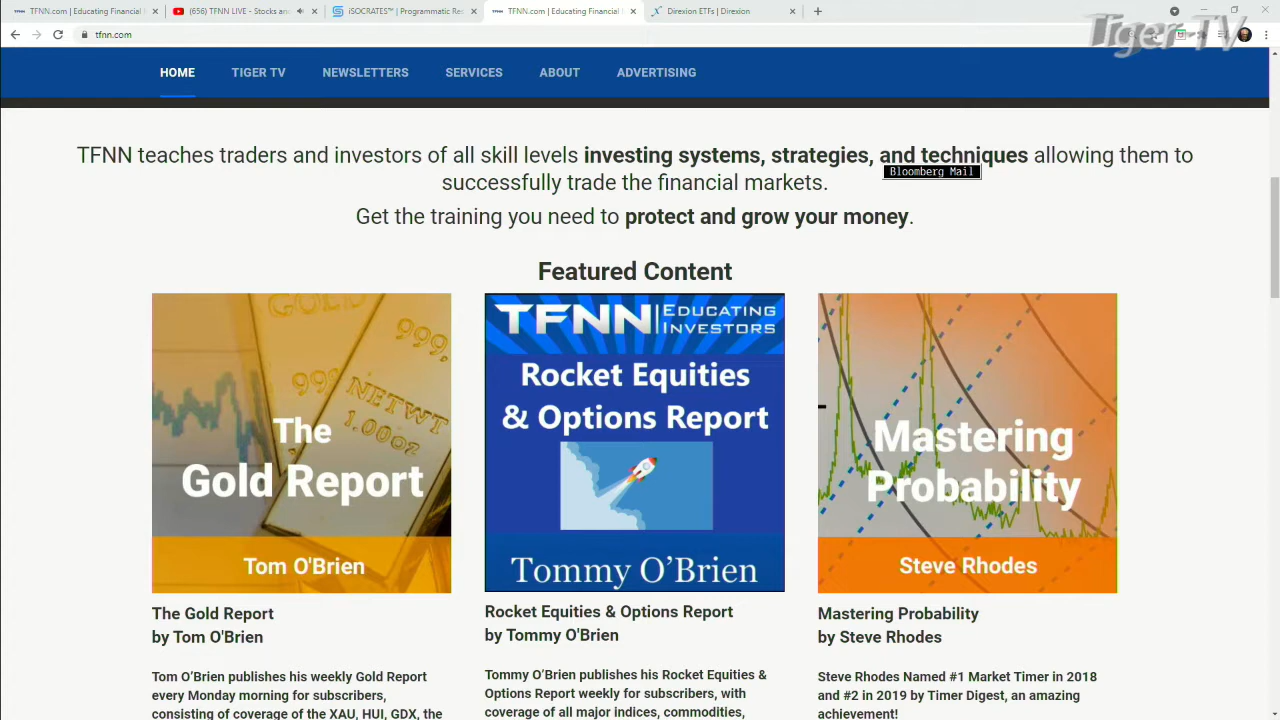 TFNN.com | Educating Financial I
(656) TFNN LIVE - Stocks and
iSOCRATES™ | Programmatic Res
TFNN.com | Educating Financial I
Direxion ETFs | Direxion
tfnn.com
Tiger TV
HOME
TIGER TV
NEWSLETTERS
SERVICES
ABOUT
ADVERTISING
TFNN teaches traders and investors of all skill levels investing systems, strategies, and techniques allowing them to
Bloomberg Mail
successfully trade the financial markets.
Get the training you need to protect and grow your money.
Featured Content
GOLD
999,
999
NETWT
1.00oz
The
Gold Report
Tom O'Brien
TFNN | EDUCATING
INVESTORS
Rocket Equities
& Options Report
Tommy O'Brien
Mastering
Probability
Steve Rhodes
The Gold Report
by Tom O'Brien
Rocket Equities & Options Report
by Tommy O'Brien
Mastering Probability
by Steve Rhodes
Tom O'Brien publishes his weekly Gold Report
every Monday morning for subscribers,
consisting of coverage of the XAU, HUI, GDX, the
Tommy O’Brien publishes his Rocket Equities &
Options Report weekly for subscribers, with
coverage of all major indices, commodities,
Steve Rhodes Named #1 Market Timer in 2018
and #2 in 2019 by Timer Digest, an amazing
achievement!